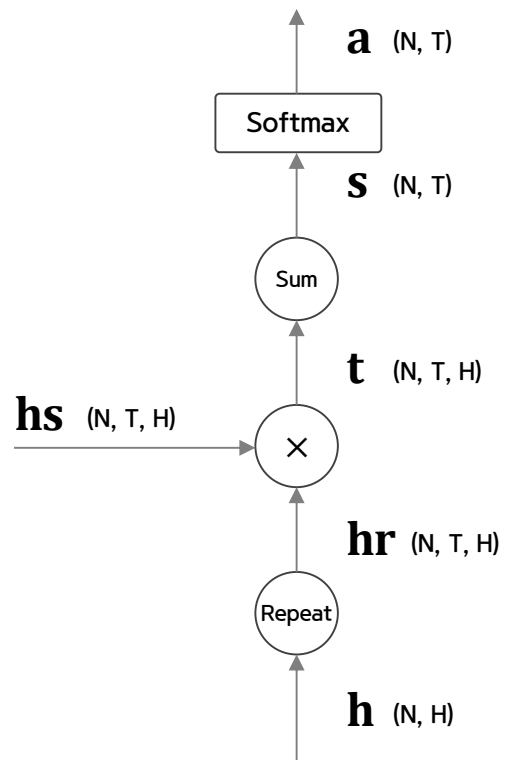 a (N, T)
Softmax
s (N, T)
Sum
t (N, T, H)
hs (N, T, H)
×
hr (N, T, H)
Repeat
h (N, H)